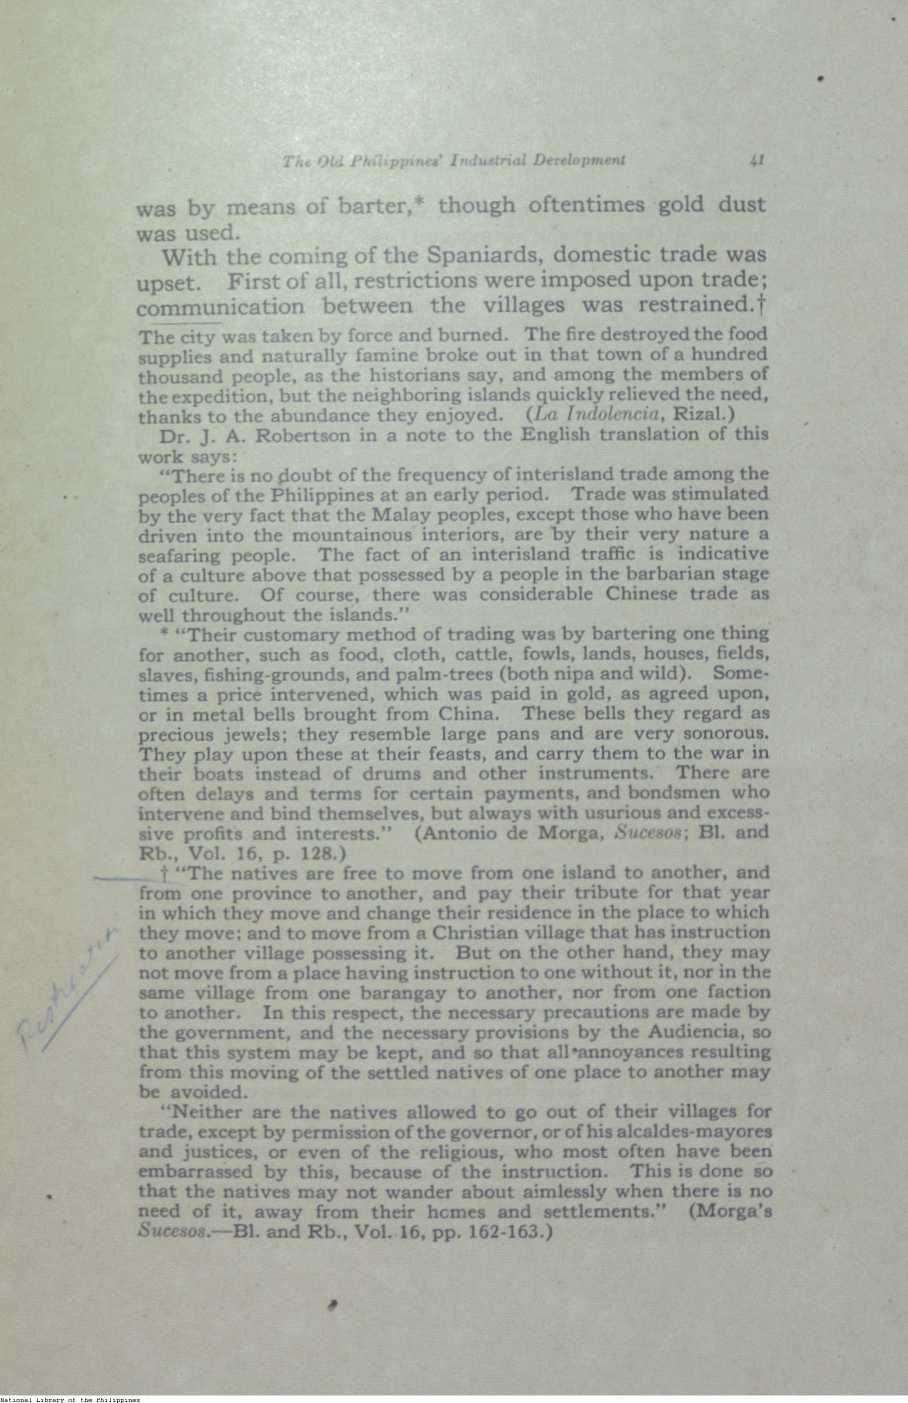 The Old Philippines' Industrial Development 41
was by means of barter,* though oftentimes gold dust
was used.
With the coming of the Spaniards, domestic trade was
upset. First of all, restrictions were imposed upon trade;
communication between the villages was restrained.†
The city was taken by force and burned. The fire destroyed the food
supplies and naturally famine broke out in that town of a hundred
thousand people, as the historians say, and among the members of
the expedition, but the neighboring islands quickly relieved the need,
thanks to the abundance they enjoyed. (La Indolencia, Rizal.)
Dr. J. A. Robertson in a note to the English translation of this
work says:
"There is no doubt of the frequency of interisland trade among the
peoples of the Philippines at an early period. Trade was stimulated
by the very fact that the Malay peoples, except those who have been
driven into the mountainous interiors, are by their very nature a
seafaring people. The fact of an interisland traffic is indicative
of a culture above that possessed by a people in the barbarian stage
of culture. Of course, there was considerable Chinese trade as
well throughout the islands."
* "Their customary method of trading was by bartering one thing
for another, such as food, cloth, cattle, fowls, lands, houses, fields,
slaves, fishing-grounds, and palm-trees (both nipa and wild). Some-
times a price intervened, which was paid in gold, as agreed upon,
or in metal bells brought from China. These bells they regard as
precious jewels; they resemble large pans and are very sonorous.
They play upon these at their feasts, and carry them to the war in
their boats instead of drums and other instruments. There are
often delays and terms for certain payments, and bondsmen who
intervene and bind themselves, but always with usurious and excess-
sive profits and interests." (Antonio de Morga, Sucesos; Bl. and
Rb., Vol. 16, p. 128.)
† "The natives are free to move from one island to another, and
from one province to another, and pay their tribute for that year
in which they move and change their residence in the place to which
they move; and to move from a Christian village that has instruction
to another village possessing it. But on the other hand, they may
not move from a place having instruction to one without it, nor in the
same village from one barangay to another, nor from one faction
to another. In this respect, the necessary precautions are made by
the government, and the necessary provisions by the Audiencia, so
that this system may be kept, and so that all annoyances resulting
from this moving of the settled natives of one place to another may
be avoided.
"Neither are the natives allowed to go out of their villages for
trade, except by permission of the governor, or of his alcaldes-mayores
and justices, or even of the religious, who most often have been
embarrassed by this, because of the instruction. This is done so
that the natives may not wander about aimlessly when there is no
need of it, away from their homes and settlements." (Morga's
Sucesos.—Bl. and Rb., Vol. 16, pp. 162-163.)
National Library of the Philippines